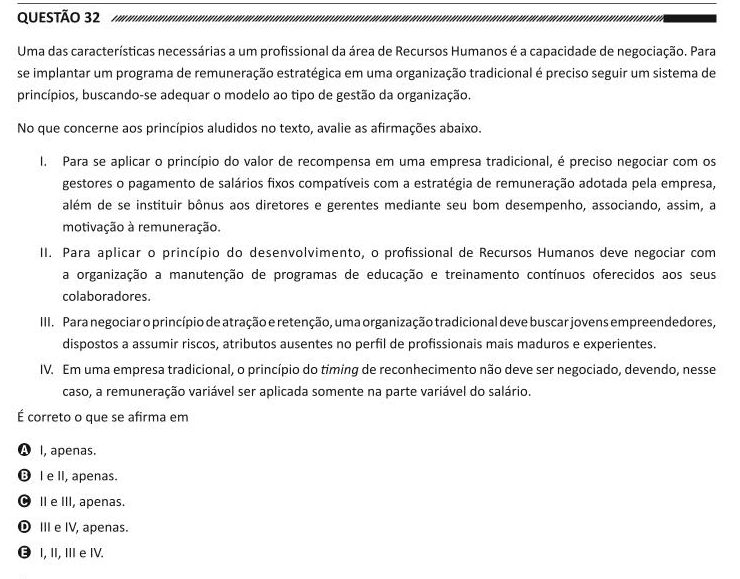 QUESTÃO 32
Uma das características necessárias a um profissional da área de Recursos Humanos é a capacidade de negociação. Para
se implantar um programa de remuneração estratégica em uma organização tradicional é preciso seguir um sistema de
princípios, buscando-se adequar o modelo ao tipo de gestão da organização.
No que concerne aos princípios aludidos no texto, avalie as afirmações abaixo.
I. Para se aplicar o princípio do valor de recompensa em uma empresa tradicional, é preciso negociar com os
gestores o pagamento de salários fixos compatíveis com a estratégia de remuneração adotada pela empresa,
além de se instituir bônus aos diretores e gerentes mediante seu bom desempenho, associando, assim, a
motivação à remuneração.
II. Para aplicar o princípio do desenvolvimento, o profissional de Recursos Humanos deve negociar com
a organização a manutenção de programas de educação e treinamento contínuos oferecidos aos seus
colaboradores.
III. Para negociar o princípio de atração e retenção, uma organização tradicional deve buscar jovens empreendedores,
dispostos a assumir riscos, atributos ausentes no perfil de profissionais mais maduros e experientes.
IV. Em uma empresa tradicional, o princípio do timing de reconhecimento não deve ser negociado, devendo, nesse
caso, a remuneração variável ser aplicada somente na parte variável do salário.
É correto o que se afirma em
A I, apenas.
B I e II, apenas.
C II e III, apenas.
D III e IV, apenas.
E I, II, III e IV.